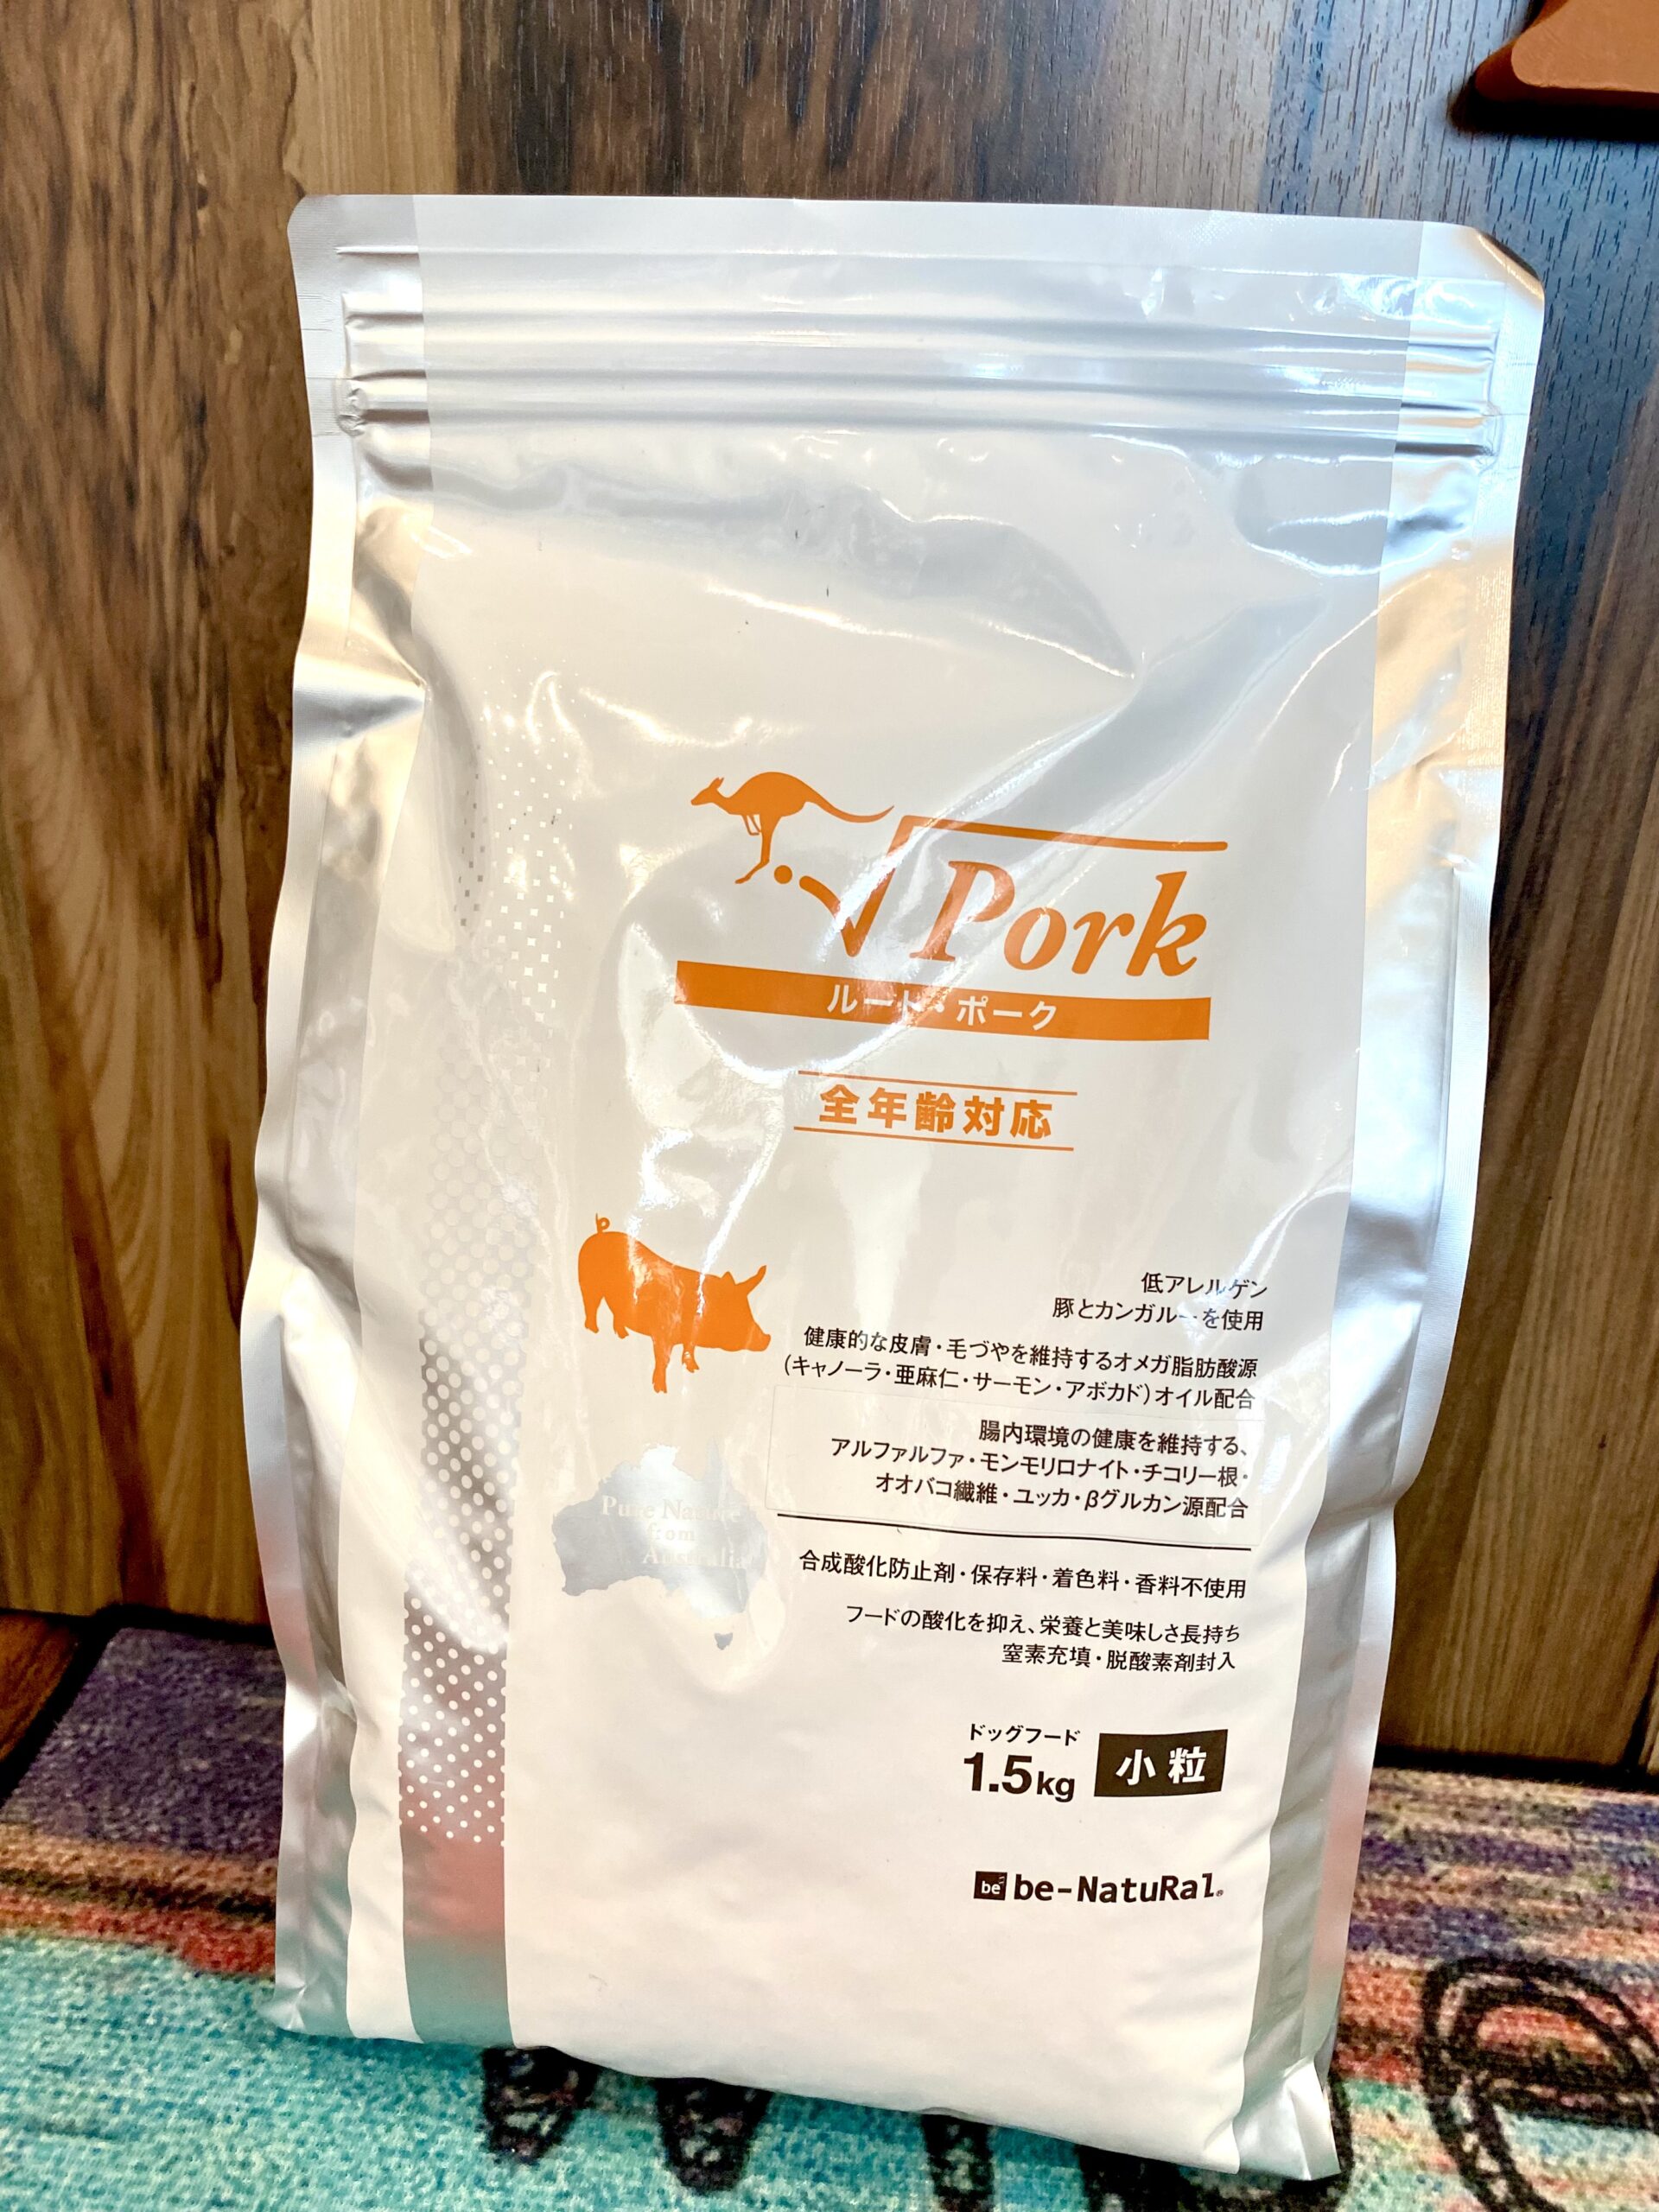 √Pork
ルート・ポーク
全年齢対応
低アレルゲン
豚とカンガルーを使用
健康的な皮膚・毛づやを維持するオメガ脂肪酸源
(キャノーラ・亜麻仁・サーモン・アボカド)オイル配合
腸内環境の健康を維持する、
アルファルファ・モンモリロナイト・チコリー根・
オオバコ繊維・ユッカ・βグルカン源配合
Pure Nature
from
Australia
合成酸化防止剤・保存料・着色料・香料不使用
フードの酸化を抑え、栄養と美味しさ長持ち
窒素充填・脱酸素剤封入
ドッグフード
1.5kg 小粒
be be-NatuRal®